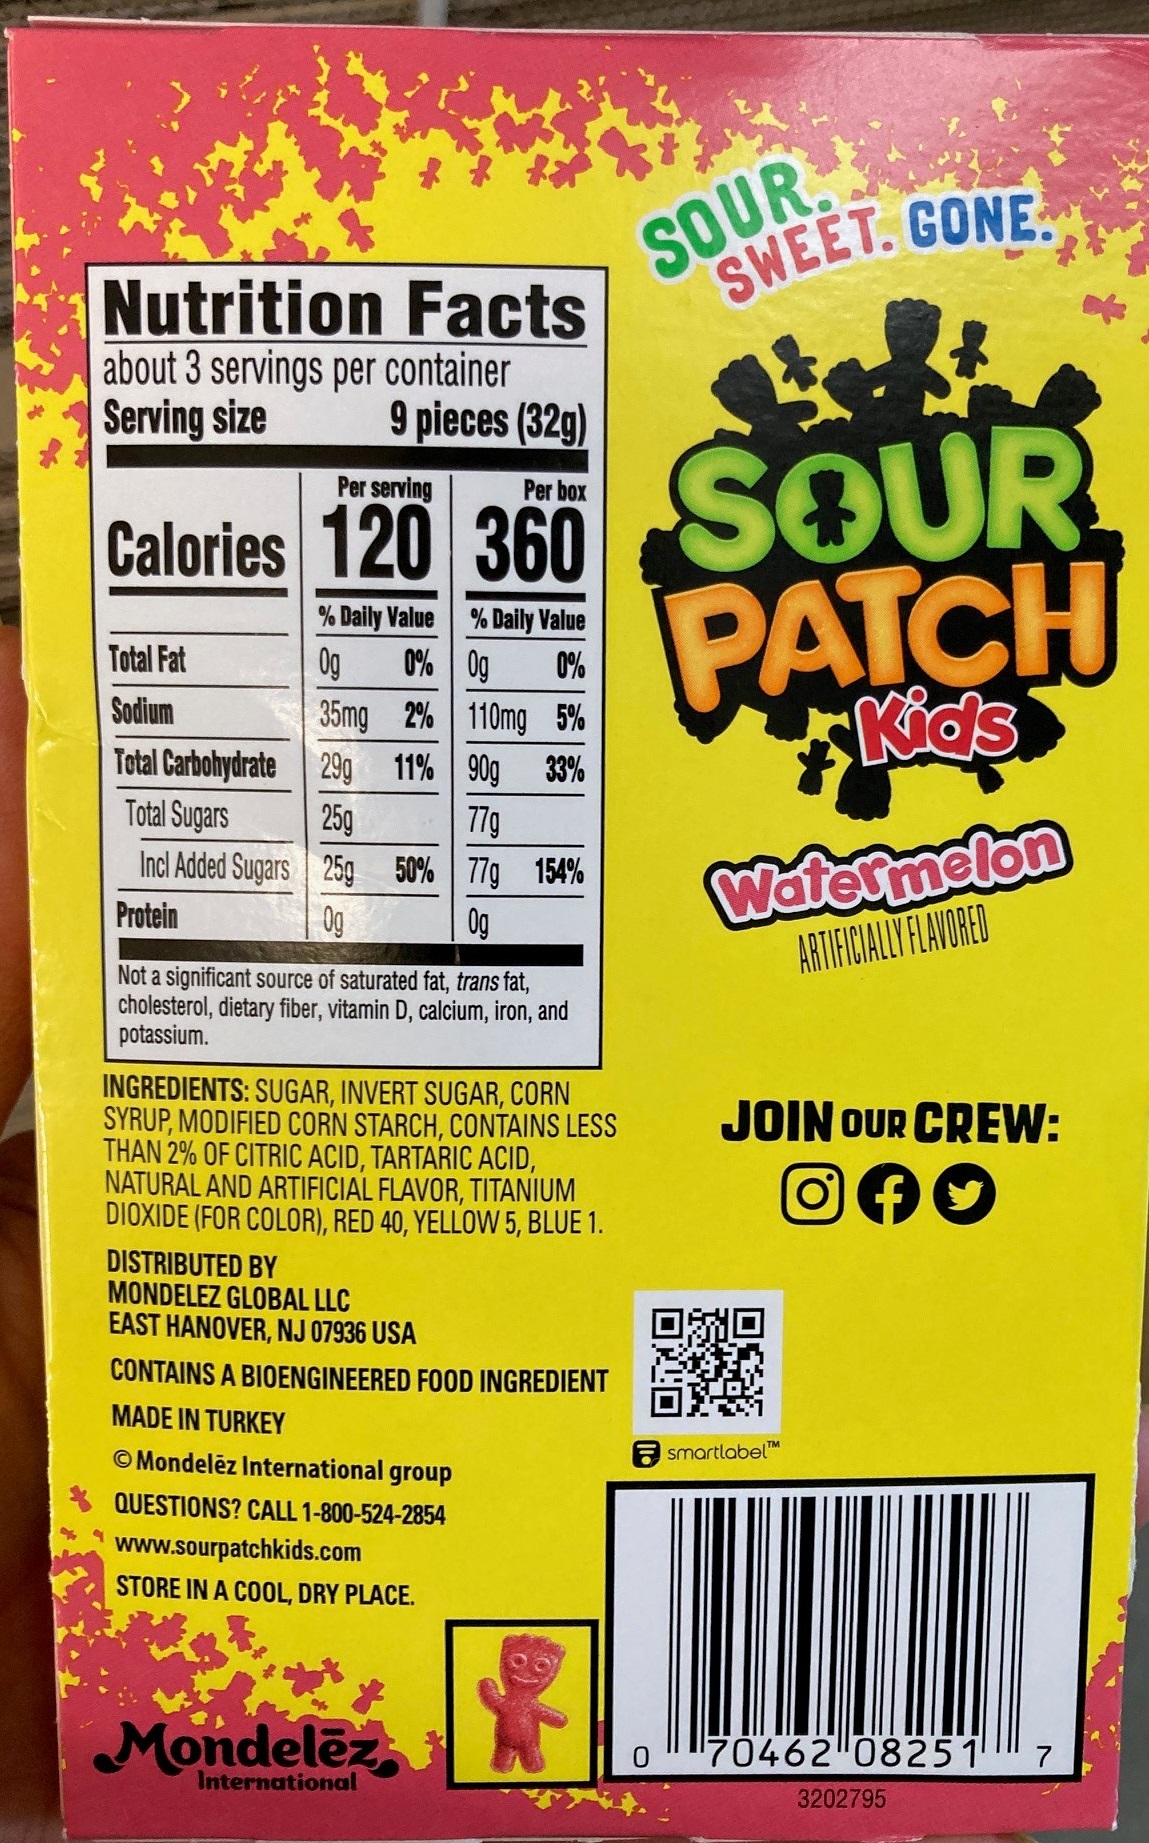 SOUR.
SWEET. GONE.
Nutrition Facts
about 3 servings per container
Serving size 9 pieces (32g)
Per serving Per box
Calories 120 360
% Daily Value % Daily Value
Total Fat 0g 0% 0g 0%
Sodium 35mg 2% 110mg 5%
Total Carbohydrate 29g 11% 90g 33%
Total Sugars 25g 77g
Incl Added Sugars 25g 50% 77g 154%
Protein 0g 0g
Not a significant source of saturated fat, trans fat,
cholesterol, dietary fiber, vitamin D, calcium, iron, and
potassium.
INGREDIENTS: SUGAR, INVERT SUGAR, CORN
SYRUP, MODIFIED CORN STARCH, CONTAINS LESS
THAN 2% OF CITRIC ACID, TARTARIC ACID,
NATURAL AND ARTIFICIAL FLAVOR, TITANIUM
DIOXIDE (FOR COLOR), RED 40, YELLOW 5, BLUE 1.
DISTRIBUTED BY
MONDELEZ GLOBAL LLC
EAST HANOVER, NJ 07936 USA
CONTAINS A BIOENGINEERED FOOD INGREDIENT
MADE IN TURKEY
© Mondelēz International group
QUESTIONS? CALL 1-800-524-2854
www.sourpatchkids.com
STORE IN A COOL, DRY PLACE.
Mondelēz
International
SOUR
PATCH
Kids
Watermelon
ARTIFICIALLY FLAVORED
JOIN OUR CREW:
smartlabel™
0 70462 08251 7
3202795